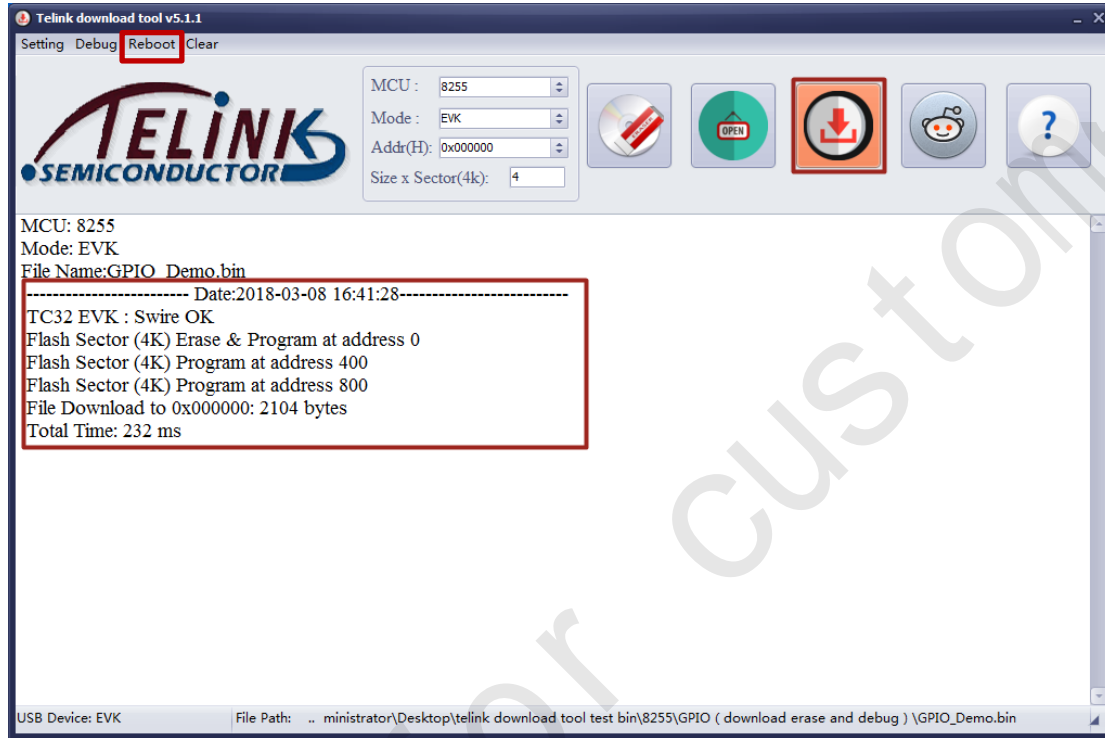 Telink download tool v5.1.1
Setting Debug Reboot Clear
TELINK
SEMICONDUCTOR
MCU : 8255
Mode : EVK
Addr(H): 0x000000
Size x Sector(4k): 4
ERASER
OPEN
?
MCU: 8255
Mode: EVK
File Name:GPIO_Demo.bin
------------------------- Date:2018-03-08 16:41:28--------------------------
TC32 EVK : Swire OK
Flash Sector (4K) Erase & Program at address 0
Flash Sector (4K) Program at address 400
Flash Sector (4K) Program at address 800
File Download to 0x000000: 2104 bytes
Total Time: 232 ms
USB Device: EVK
File Path: .. ministrator\Desktop\telink download tool test bin\8255\GPIO ( download erase and debug ) \GPIO_Demo.bin
or custom